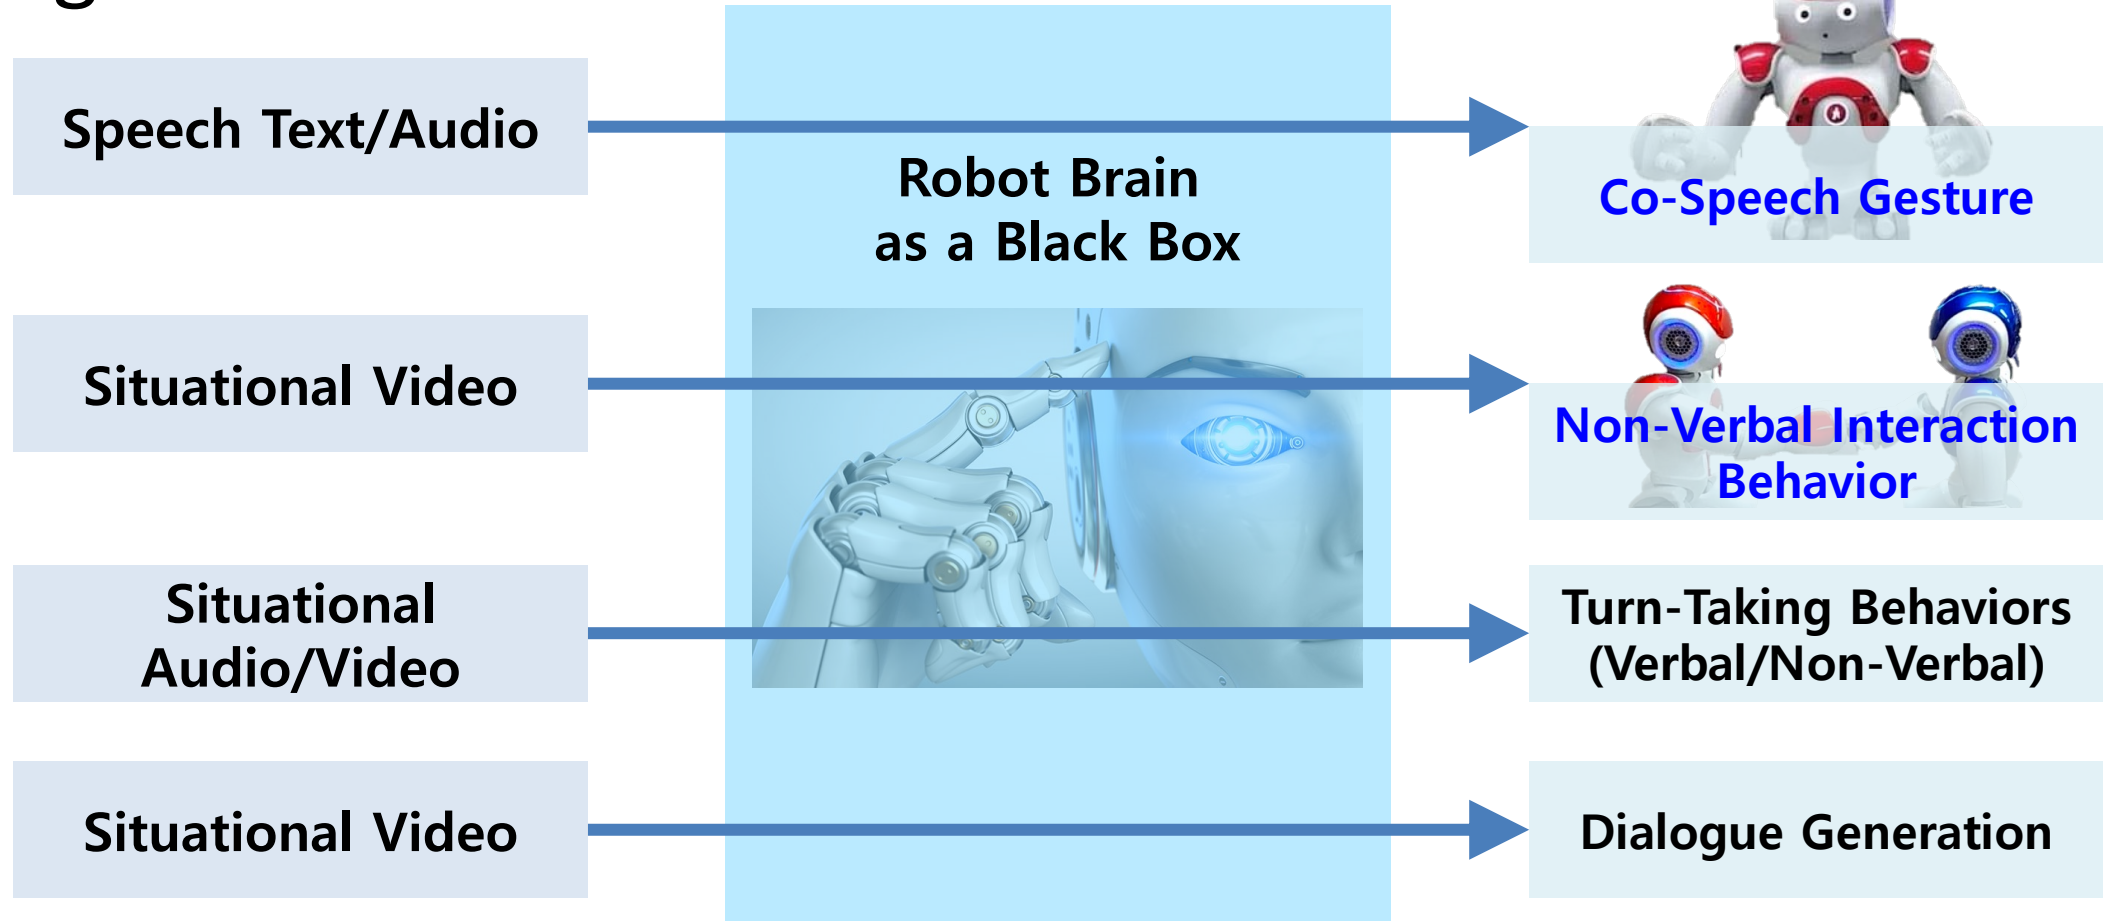 Speech Text/Audio
Robot Brain
as a Black Box
Co-Speech Gesture
Situational Video
Non-Verbal Interaction
Behavior
Situational
Audio/Video
Turn-Taking Behaviors
(Verbal/Non-Verbal)
Situational Video
Dialogue Generation